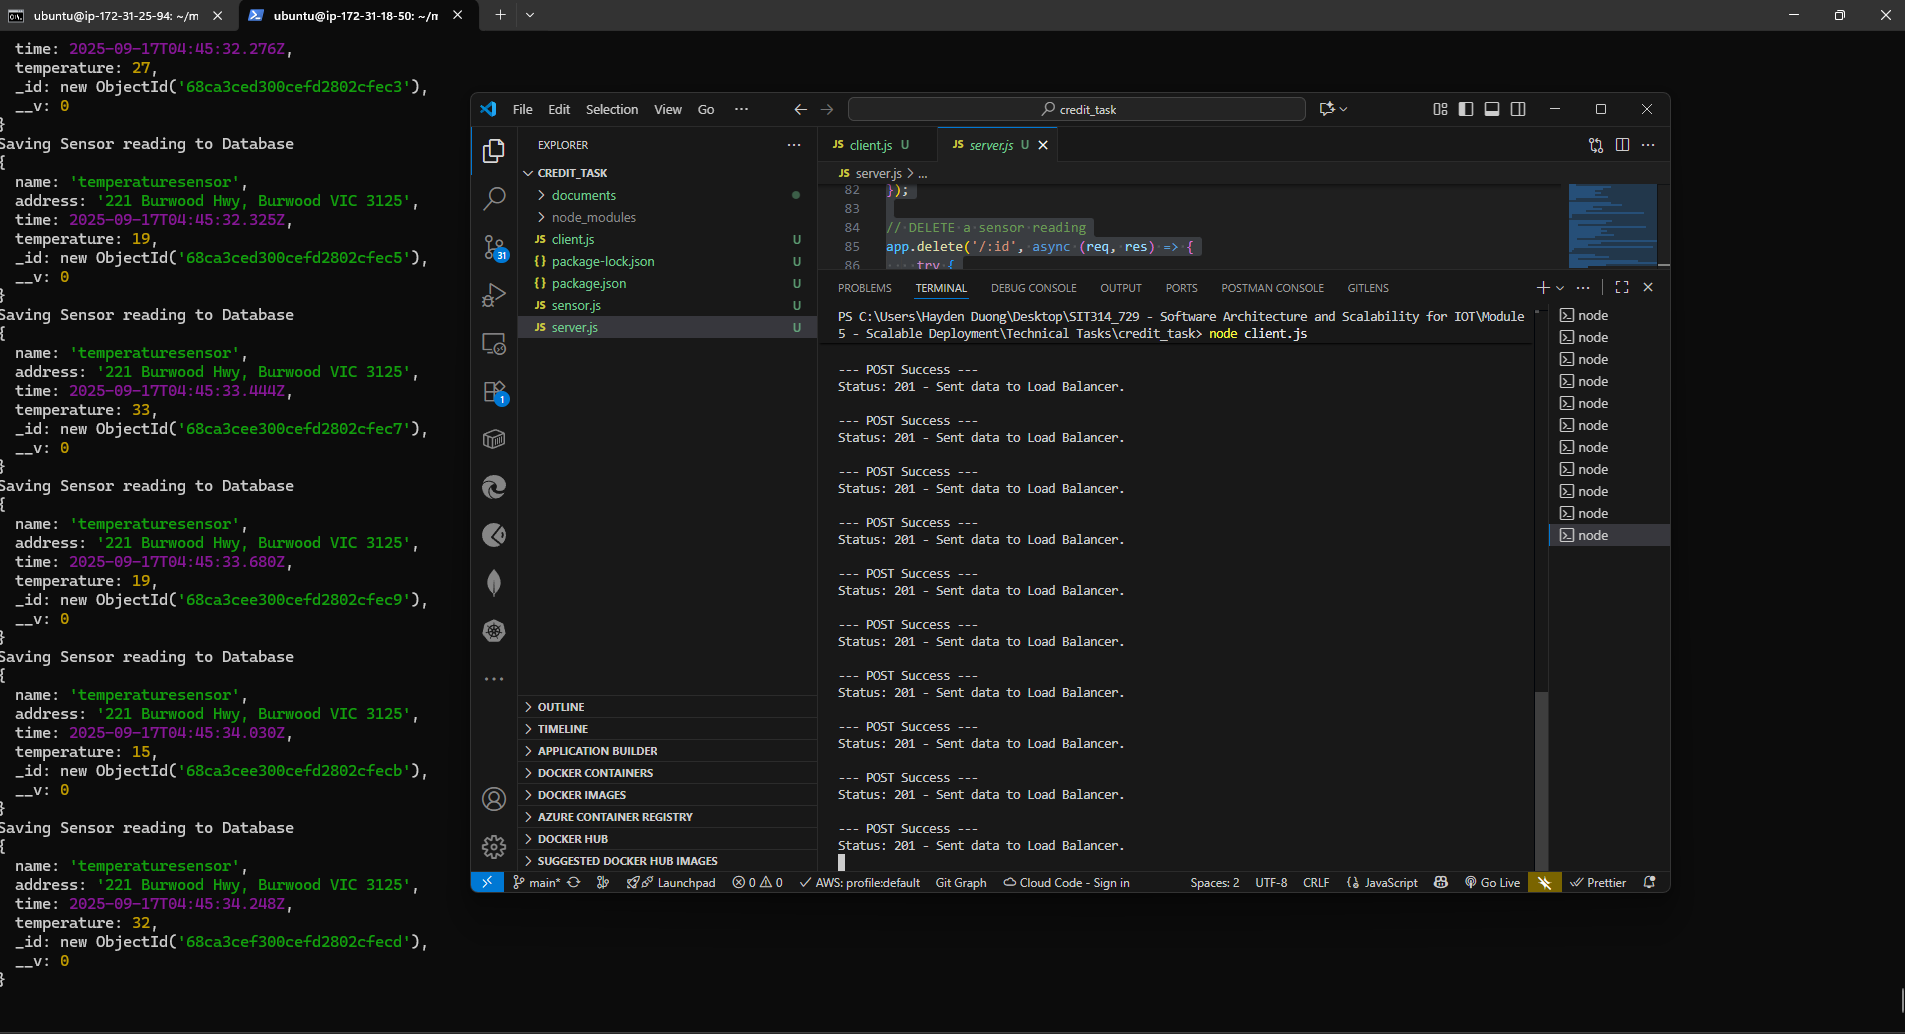 ubuntu@ip-172-31-25-94: ~/m
ubuntu@ip-172-31-18-50: ~/m
time: 2025-09-17T04:45:32.276Z,
temperature: 27,
_id: new ObjectId('68ca3ced300cefd2802cfec3'),
__v: 0
}
Saving Sensor reading to Database
{
name: 'temperaturesensor',
address: '221 Burwood Hwy, Burwood VIC 3125',
time: 2025-09-17T04:45:32.325Z,
temperature: 19,
_id: new ObjectId('68ca3ced300cefd2802cfec5'),
__v: 0
}
Saving Sensor reading to Database
{
name: 'temperaturesensor',
address: '221 Burwood Hwy, Burwood VIC 3125',
time: 2025-09-17T04:45:33.444Z,
temperature: 33,
_id: new ObjectId('68ca3cee300cefd2802cfec7'),
__v: 0
}
Saving Sensor reading to Database
{
name: 'temperaturesensor',
address: '221 Burwood Hwy, Burwood VIC 3125',
time: 2025-09-17T04:45:33.680Z,
temperature: 19,
_id: new ObjectId('68ca3cee300cefd2802cfec9'),
__v: 0
}
Saving Sensor reading to Database
{
name: 'temperaturesensor',
address: '221 Burwood Hwy, Burwood VIC 3125',
time: 2025-09-17T04:45:34.030Z,
temperature: 15,
_id: new ObjectId('68ca3cee300cefd2802cfecb'),
__v: 0
}
Saving Sensor reading to Database
{
name: 'temperaturesensor',
address: '221 Burwood Hwy, Burwood VIC 3125',
time: 2025-09-17T04:45:34.248Z,
temperature: 32,
_id: new ObjectId('68ca3cef300cefd2802cfecd'),
__v: 0
}
File Edit Selection View Go ···
credit_task
31
1
EXPLORER
CREDIT_TASK
documents
node_modules
JS client.js U
{} package-lock.json U
{} package.json U
JS sensor.js U
JS server.js U
OUTLINE
TIMELINE
APPLICATION BUILDER
DOCKER CONTAINERS
DOCKER IMAGES
AZURE CONTAINER REGISTRY
DOCKER HUB
SUGGESTED DOCKER HUB IMAGES
JS client.js U
JS server.js U
JS server.js > ...
82 });
83
84 // DELETE a sensor reading
85 app.delete('/:id', async (req, res) => {
86 try {
PROBLEMS TERMINAL DEBUG CONSOLE OUTPUT PORTS POSTMAN CONSOLE GITLENS
PS C:\Users\Hayden Duong\Desktop\SIT314_729 - Software Architecture and Scalability for IOT\Module
5 - Scalable Deployment\Technical Tasks\credit_task> node client.js
--- POST Success ---
Status: 201 - Sent data to Load Balancer.
--- POST Success ---
Status: 201 - Sent data to Load Balancer.
--- POST Success ---
Status: 201 - Sent data to Load Balancer.
--- POST Success ---
Status: 201 - Sent data to Load Balancer.
--- POST Success ---
Status: 201 - Sent data to Load Balancer.
--- POST Success ---
Status: 201 - Sent data to Load Balancer.
--- POST Success ---
Status: 201 - Sent data to Load Balancer.
--- POST Success ---
Status: 201 - Sent data to Load Balancer.
--- POST Success ---
Status: 201 - Sent data to Load Balancer.
--- POST Success ---
Status: 201 - Sent data to Load Balancer.
node
node
node
node
node
node
node
node
node
node
node
main* Launchpad 0 0 AWS: profile:default Git Graph Cloud Code - Sign in Spaces: 2 UTF-8 CRLF {} JavaScript Go Live Prettier